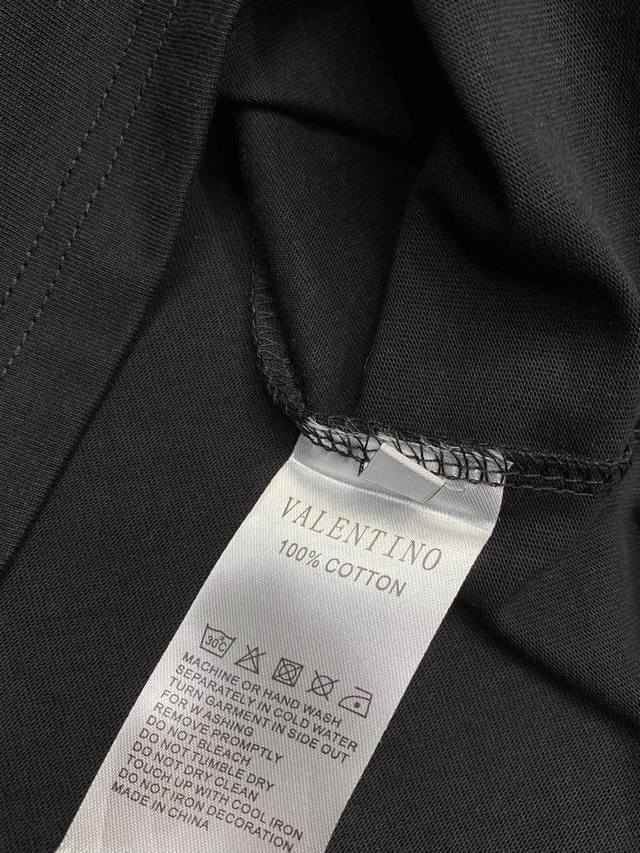 VALENTINO
100% COTTON
30°C
MACHINE OR HAND WASH
SEPARATELY IN COLD WATER
TURN GARMENT IN SIDE OUT
FOR WASHING
REMOVE PROMPTLY
DO NOT BLEACH
DO NOT TUMBLE DRY
DO NOT DRY CLEAN
TOUCH UP WITH COOL IRON
DO NOT IRON DECORATION
MADE IN CHINA